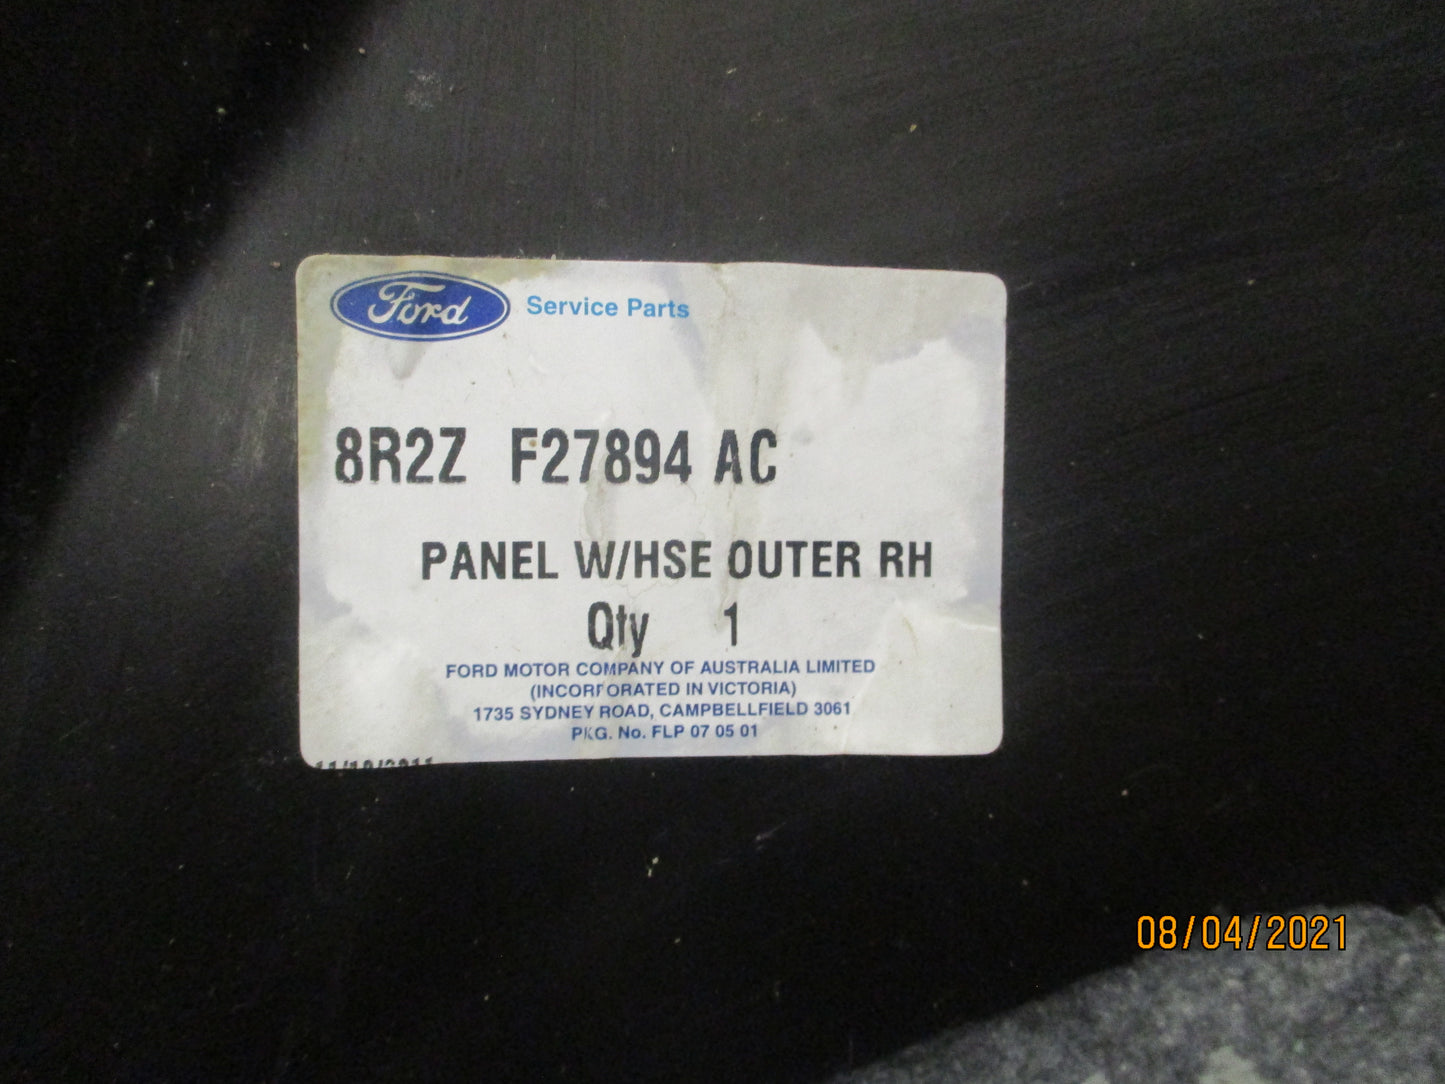 Ford Service Parts
8R2Z F27894 AC
PANEL W/HSE OUTER RH
Qty 1
FORD MOTOR COMPANY OF AUSTRALIA LIMITED
(INCORPORATED IN VICTORIA)
1735 SYDNEY ROAD, CAMPBELLFIELD 3061
PKG. No. FLP 07 05 01
08/04/2021